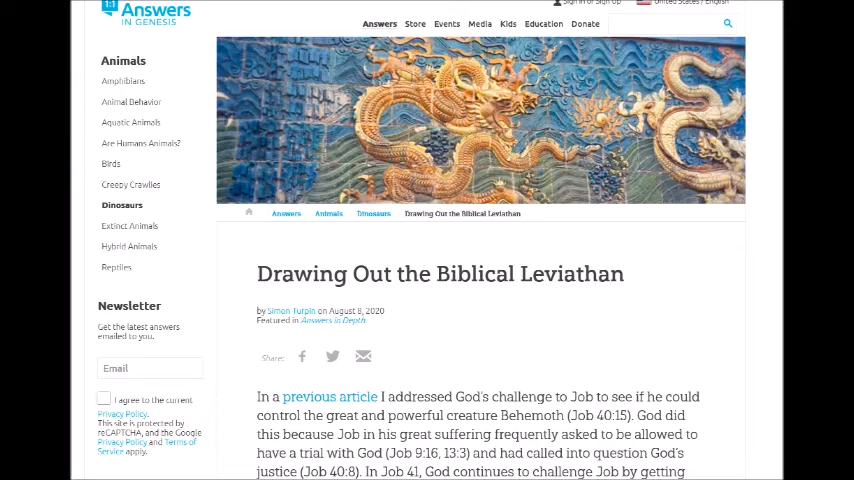 1:1
Answers
IN GENESIS
Sign In or Sign Up
United States / English
Answers Store Events Media Kids Education Donate
Animals
Amphibians
Animal Behavior
Aquatic Animals
Are Humans Animals?
Birds
Creepy Crawlies
Dinosaurs
Extinct Animals
Hybrid Animals
Reptiles
Newsletter
Get the latest answers
emailed to you.
Email
I agree to the current
Privacy Policy.
This site is protected by
reCAPTCHA, and the Google
Privacy Policy and Terms of
Service apply.
Answers Animals Dinosaurs Drawing Out the Biblical Leviathan
Drawing Out the Biblical Leviathan
by Simon Turpin on August 8, 2020
Featured in Answers in Depth
Share:
In a previous article I addressed God's challenge to Job to see if he could
control the great and powerful creature Behemoth (Job 40:15). God did
this because Job in his great suffering frequently asked to be allowed to
have a trial with God (Job 9:16, 13:3) and had called into question God's
justice (Job 40:8). In Job 41, God continues to challenge Job by getting